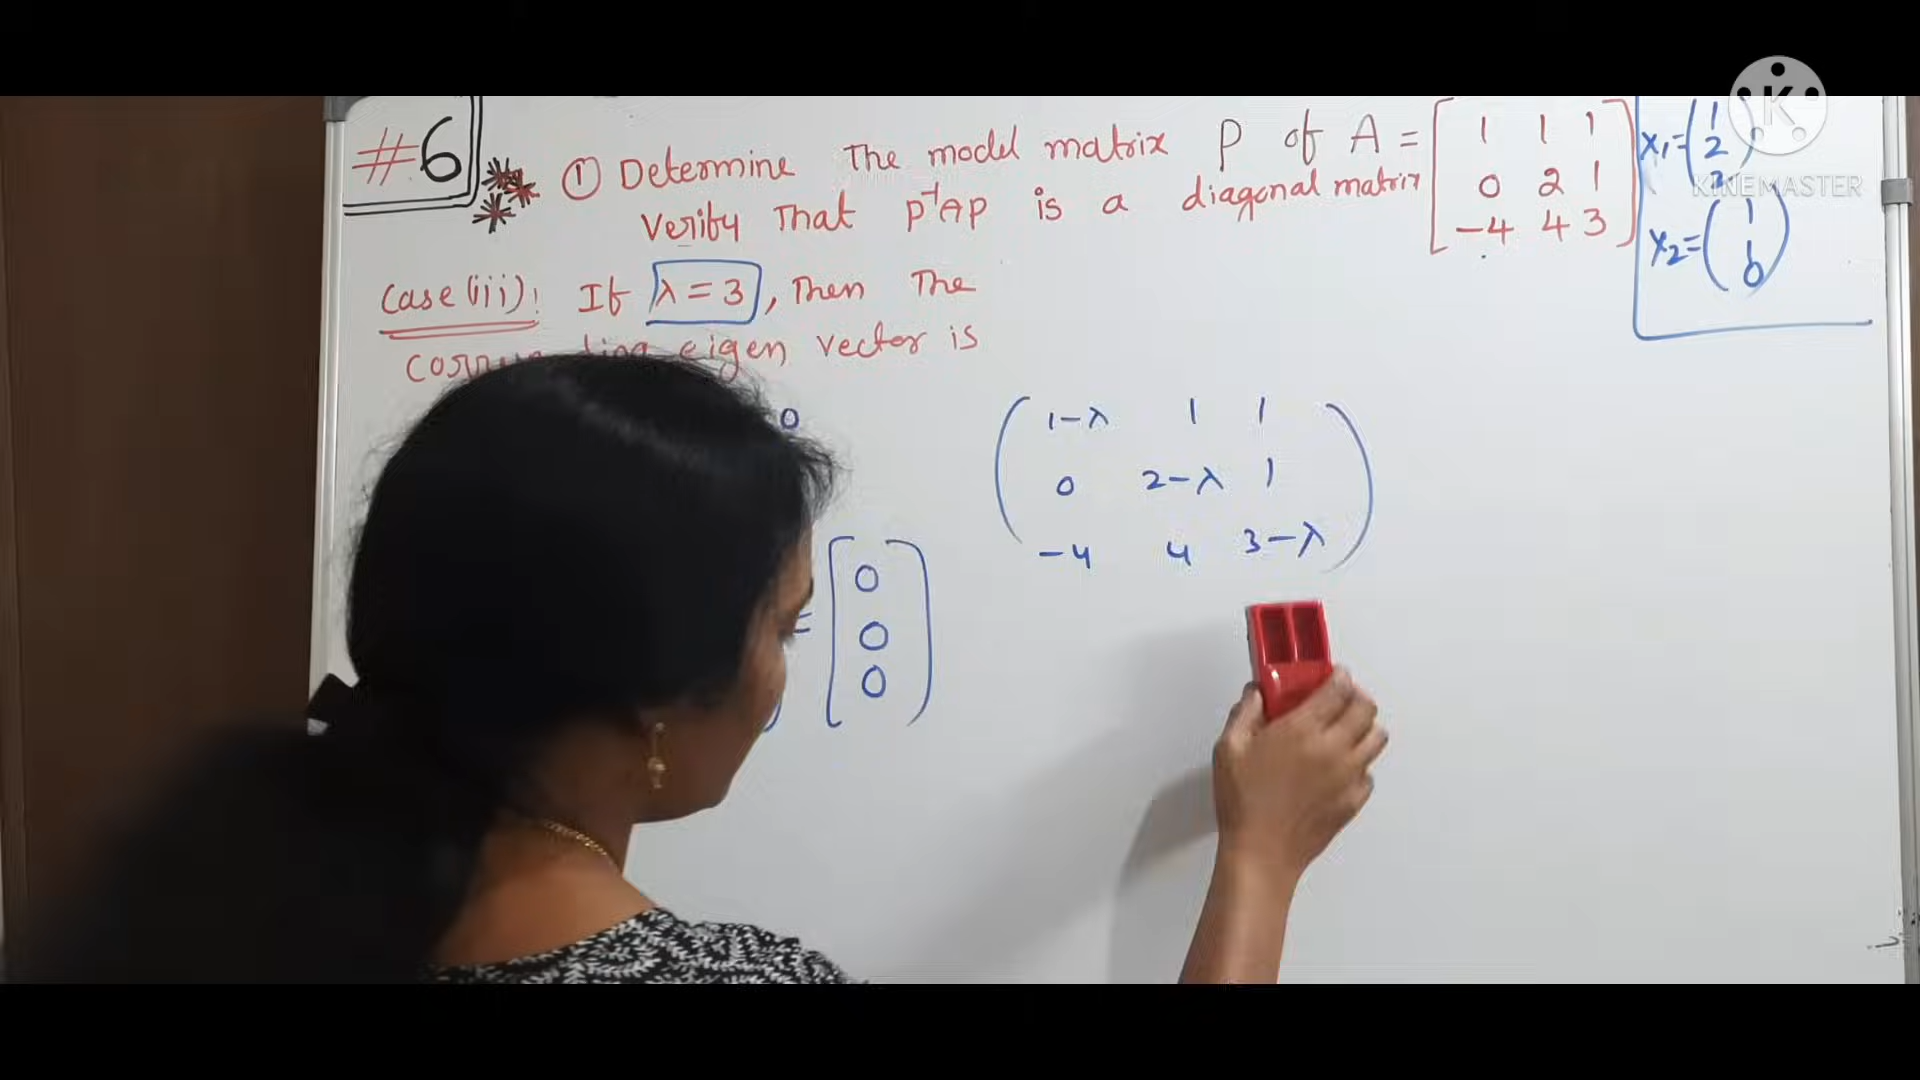 #6
① Determine The model matrix P of A = [ 1 1 1
0 2 1
-4 4 3 ]
Verify That P⁻¹AP is a diagonal matrix
x₁ = ( 1
2
x₂ = ( 1
1
0 )
K
KINEMASTER
Case (iii): If λ = 3, Then The
eigen vector is
0
( 1-λ 1 1
0 2-λ 1
-4 4 3-λ )
= [ 0
0
0 ]